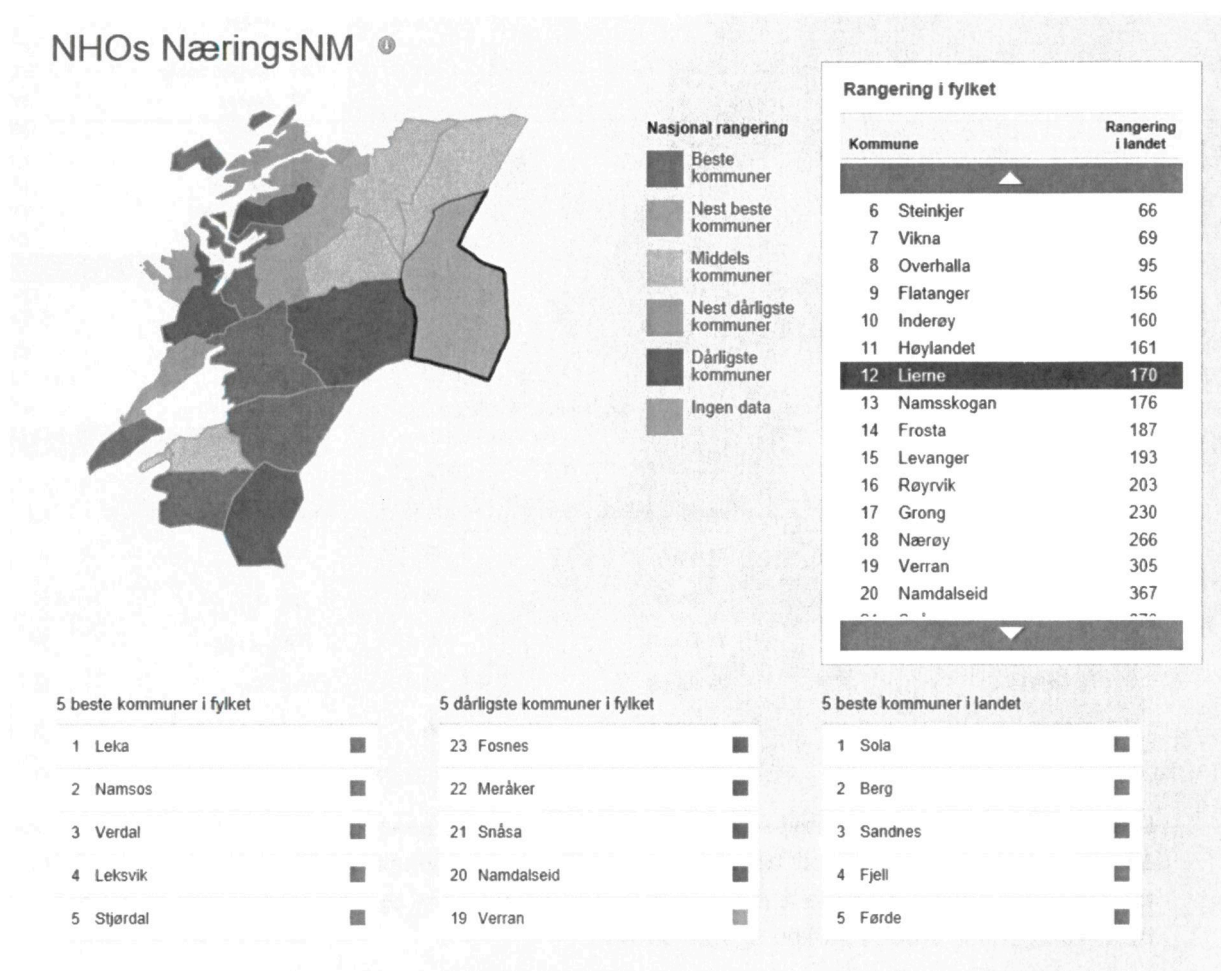 NHOs NæringsNM
Nasjonal rangering
Beste
kommuner
Nest beste
kommuner
Middels
kommuner
Nest dårligste
kommuner
Dårligste
kommuner
Ingen data
Rangering i fylket
Kommune Rangering
i landet
6 Steinkjer 66
7 Vikna 69
8 Overhalla 95
9 Flatanger 156
10 Inderøy 160
11 Høylandet 161
12 Lierne 170
13 Namsskogan 176
14 Frosta 187
15 Levanger 193
16 Røyrvik 203
17 Grong 230
18 Nærøy 266
19 Verran 305
20 Namdalseid 367
5 beste kommuner i fylket
1 Leka
2 Namsos
3 Verdal
4 Leksvik
5 Stjørdal
5 dårligste kommuner i fylket
23 Fosnes
22 Meråker
21 Snåsa
20 Namdalseid
19 Verran
5 beste kommuner i landet
1 Sola
2 Berg
3 Sandnes
4 Fjell
5 Førde